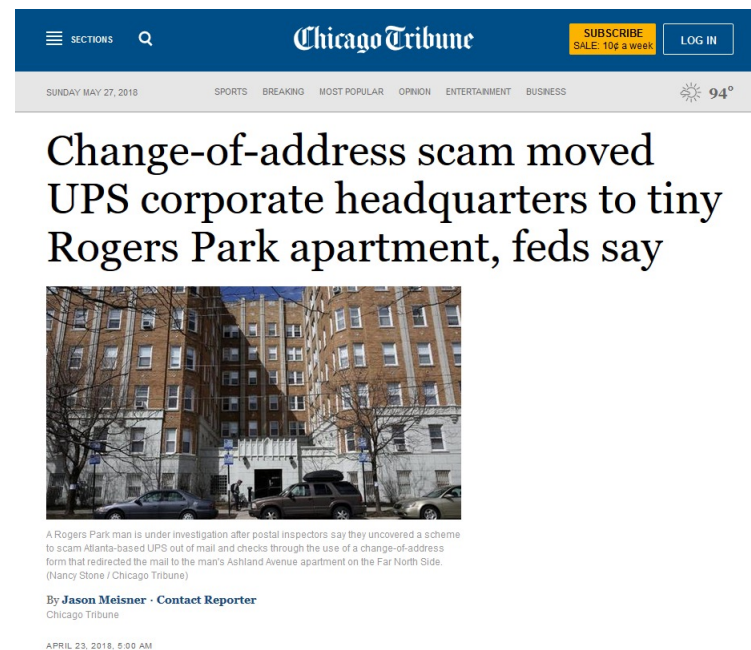 SECTIONS
Chicago Tribune
SUBSCRIBE
SALE: 10¢ a week
LOG IN
SUNDAY MAY 27, 2018
SPORTS BREAKING MOST POPULAR OPINION ENTERTAINMENT BUSINESS
94°
Change-of-address scam moved
UPS corporate headquarters to tiny
Rogers Park apartment, feds say
A Rogers Park man is under investigation after postal inspectors say they uncovered a scheme
to scam Atlanta-based UPS out of mail and checks through the use of a change-of-address
form that redirected the mail to the man's Ashland Avenue apartment on the Far North Side.
(Nancy Stone / Chicago Tribune)
By Jason Meisner · Contact Reporter
Chicago Tribune
APRIL 23, 2018, 5:00 AM